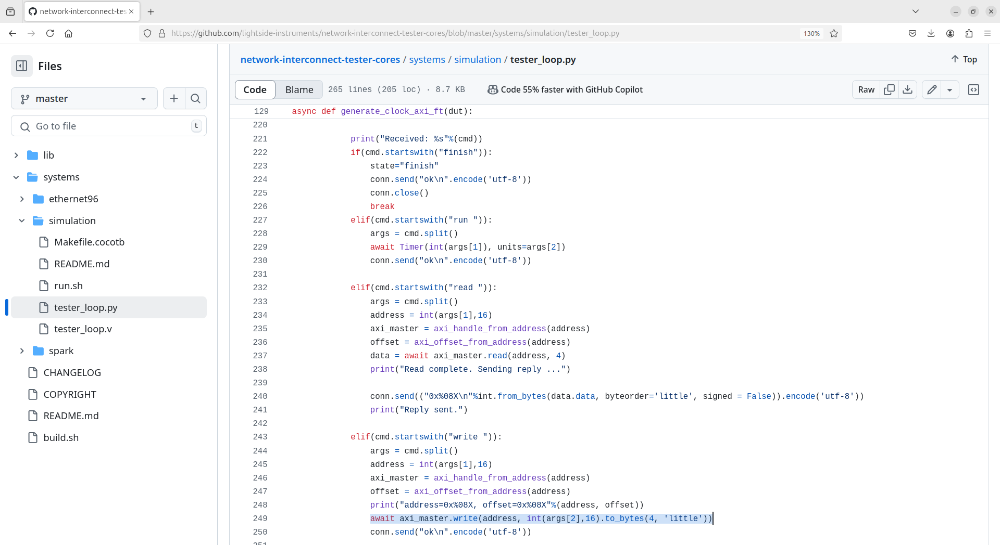 network-interconnect-tes
https://github.com/lightside-instruments/network-interconnect-tester-cores/blob/master/systems/simulation/tester_loop.py
130%
Files
master
Go to file
t
lib
systems
ethernet96
simulation
Makefile.cocotb
README.md
run.sh
tester_loop.py
tester_loop.v
spark
CHANGELOG
COPYRIGHT
README.md
build.sh
network-interconnect-tester-cores / systems / simulation / tester_loop.py
Top
Code Blame 265 lines (205 loc) · 8.7 KB Code 55% faster with GitHub Copilot Raw
129 async def generate_clock_axi_ft(dut):
220
221 print("Received: %s"%(cmd))
222 if(cmd.startswith("finish")):
223 state="finish"
224 conn.send("ok\n".encode('utf-8'))
225 conn.close()
226 break
227 elif(cmd.startswith("run ")):
228 args = cmd.split()
229 await Timer(int(args[1]), units=args[2])
230 conn.send("ok\n".encode('utf-8'))
231
232 elif(cmd.startswith("read ")):
233 args = cmd.split()
234 address = int(args[1],16)
235 axi_master = axi_handle_from_address(address)
236 offset = axi_offset_from_address(address)
237 data = await axi_master.read(address, 4)
238 print("Read complete. Sending reply ...")
239
240 conn.send(("0x%08X\n"%int.from_bytes(data.data, byteorder='little', signed = False)).encode('utf-8'))
241 print("Reply sent.")
242
243 elif(cmd.startswith("write ")):
244 args = cmd.split()
245 address = int(args[1],16)
246 axi_master = axi_handle_from_address(address)
247 offset = axi_offset_from_address(address)
248 print("address=0x%08X, offset=0x%08X"%(address, offset))
249 await axi_master.write(address, int(args[2],16).to_bytes(4, 'little'))
250 conn.send("ok\n".encode('utf-8'))